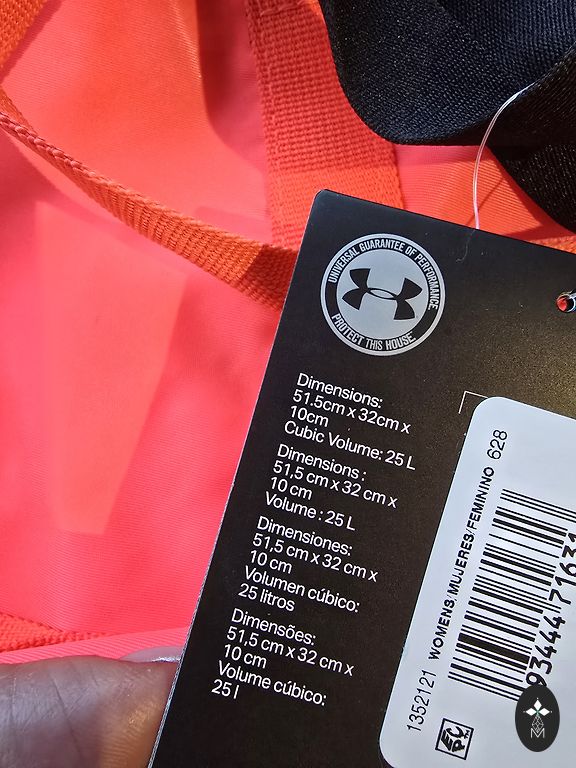 UNIVERSAL GUARANTEE OF PERFORMANCE
PROTECT THIS HOUSE
Dimensions:
51.5cm x 32cm x
10cm
Cubic Volume: 25 L
Dimensions :
51,5 cm x 32 cm x
10 cm
Volume : 25 L
Dimensiones:
51,5 cm x 32 cm x
10 cm
Volumen cúbico:
25 litros
Dimensões:
51,5 cm x 32 cm x
10 cm
Volume cúbico:
25 l
1352121 WOMENS/MUJERES/FEMININO 628
93444 71631